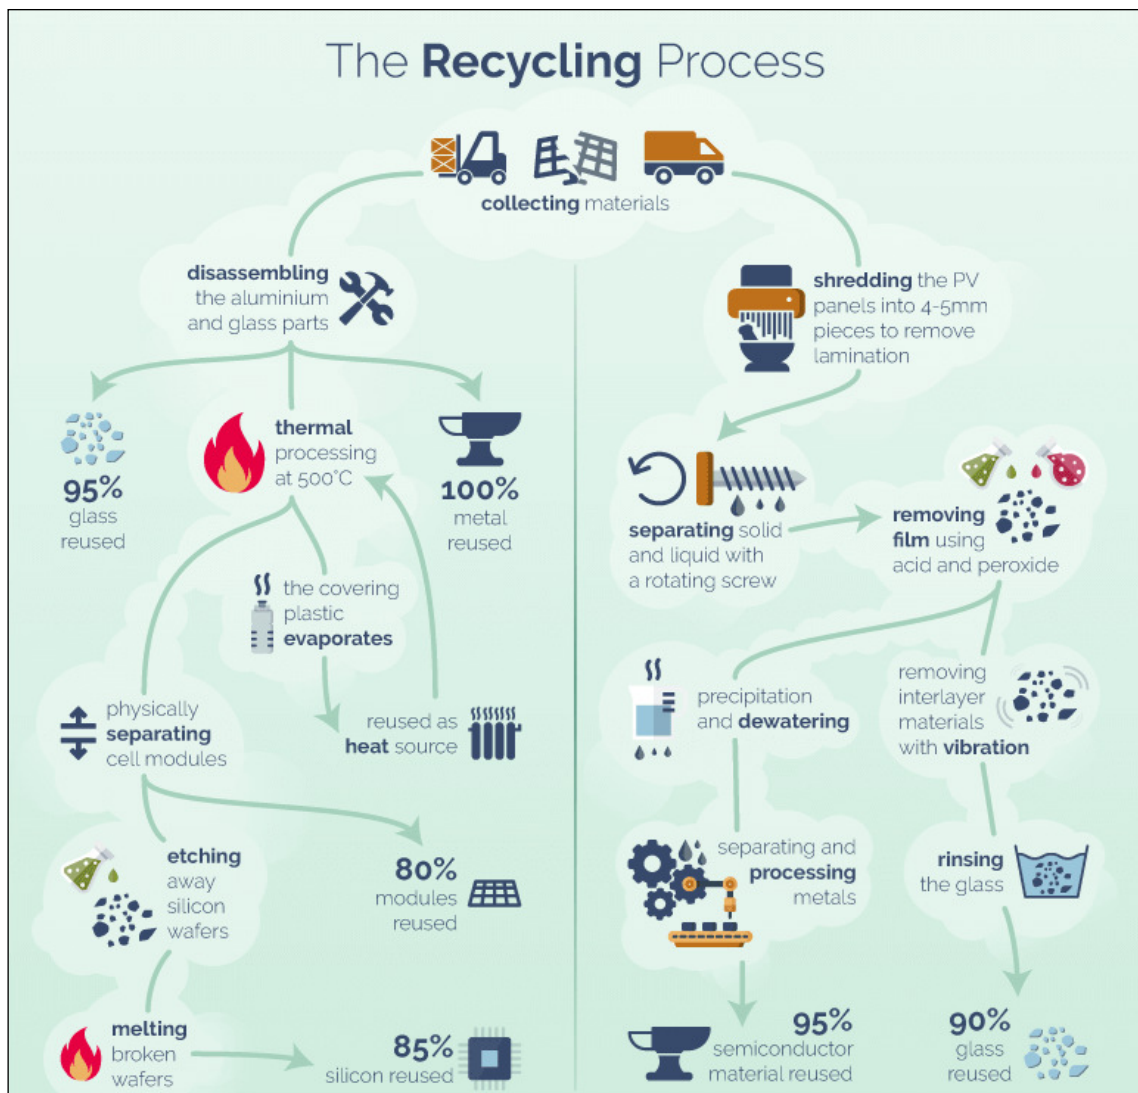 The Recycling Process
collecting materials
disassembling
the aluminium
and glass parts
95%
glass
reused
thermal
processing
at 500°C
100%
metal
reused
the covering
plastic
evaporates
reused as
heat source
physically
separating
cell modules
80%
modules
reused
etching
away
silicon
wafers
melting
broken
wafers
85%
silicon reused
shredding the PV
panels into 4-5mm
pieces to remove
lamination
separating solid
and liquid with
a rotating screw
removing
film using
acid and peroxide
precipitation
and dewatering
removing
interlayer
materials
with vibration
separating and
processing
metals
rinsing
the glass
95%
semiconductor
material reused
90%
glass
reused